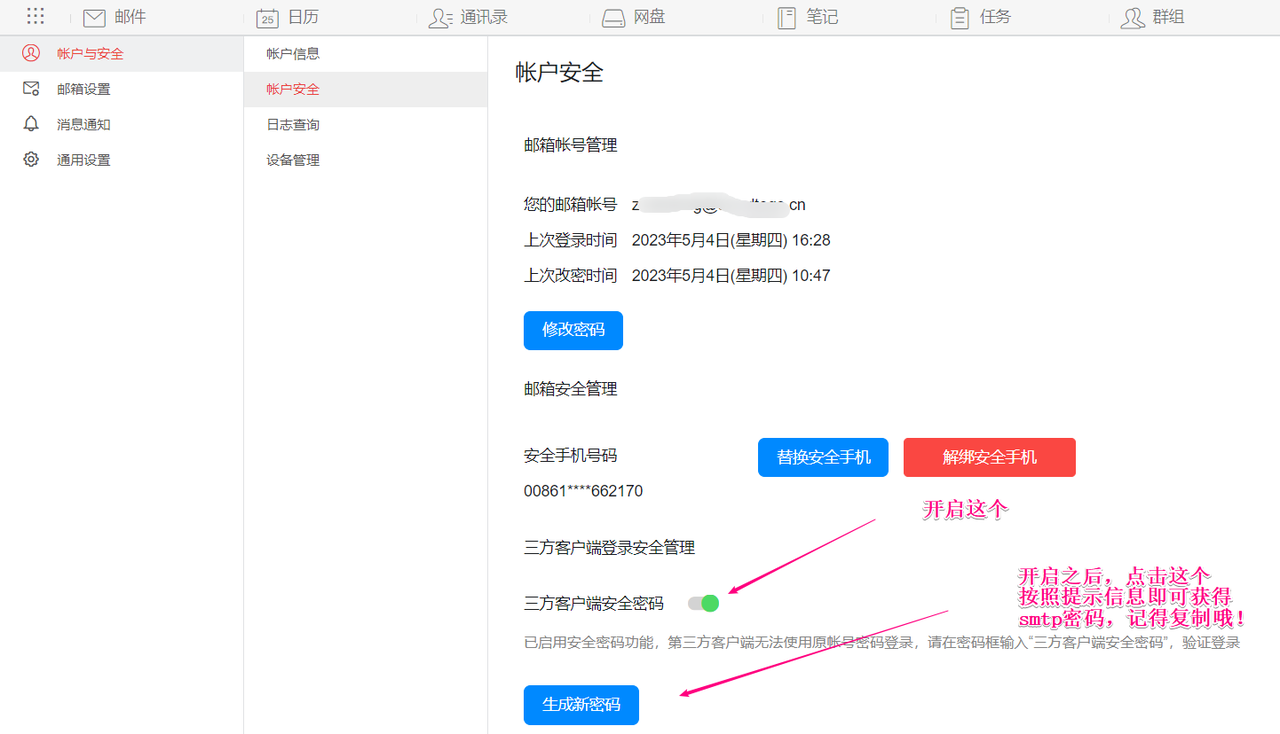 邮件
25
日历
通讯录
网盘
笔记
任务
群组
帐户与安全
邮箱设置
消息通知
通用设置
帐户信息
帐户安全
日志查询
设备管理
帐户安全
邮箱帐号管理
您的邮箱帐号 z
cn
上次登录时间 2023年5月4日(星期四) 16:28
上次改密时间 2023年5月4日(星期四) 10:47
修改密码
邮箱安全管理
安全手机号码
替换安全手机
解绑安全手机
00861****662170
开启这个
三方客户端登录安全管理
开启之后，点击这个
按照提示信息即可获得
smtp密码，记得复制哦！
三方客户端安全密码
已启用安全密码功能，第三方客户端无法使用原帐号密码登录，请在密码框输入“三方客户端安全密码”，验证登录
生成新密码